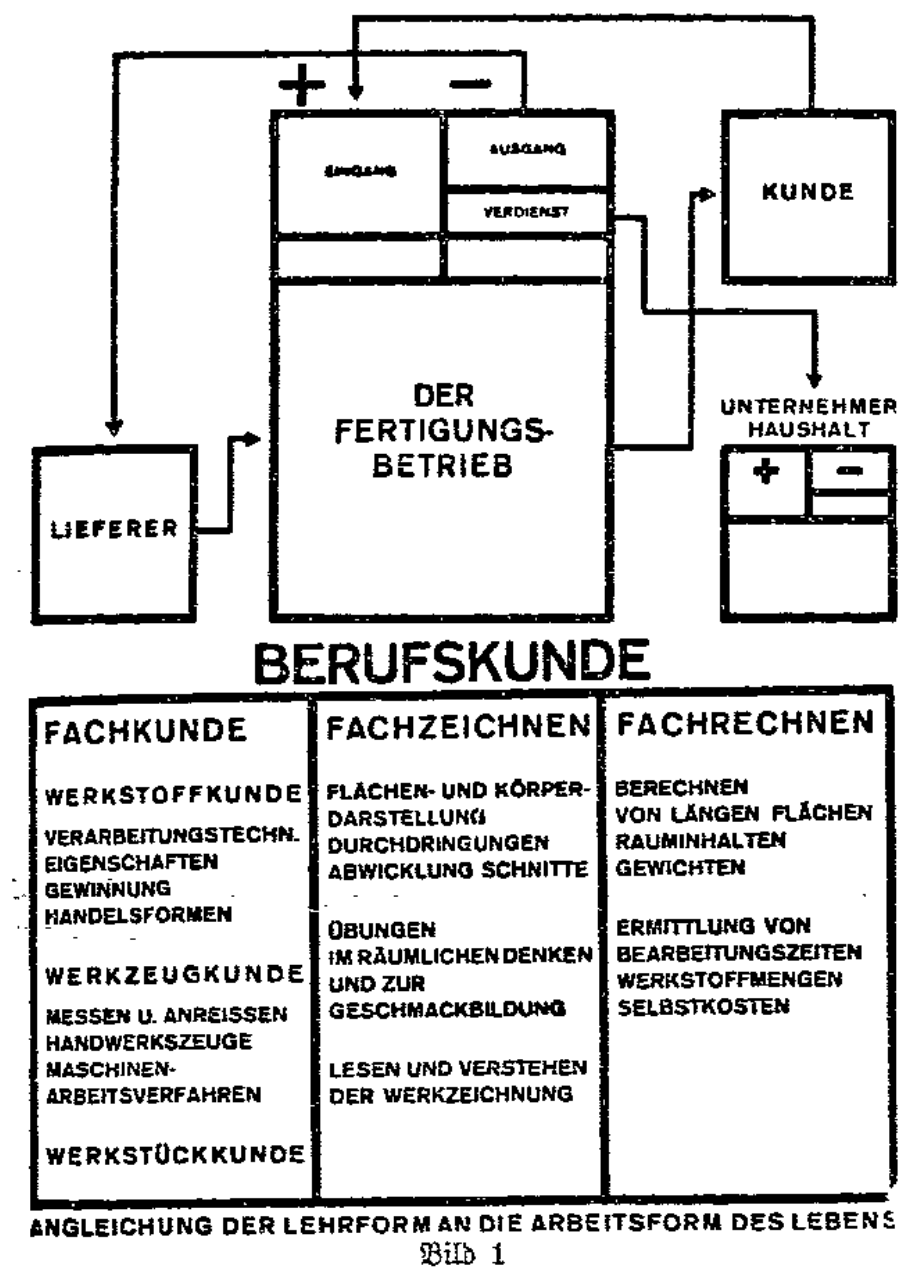 + −
EINGANG
AUSGANG
VERDIENST
KUNDE
DER
FERTIGUNGS-
BETRIEB
LIEFERER
UNTERNEHMER
HAUSHALT
+ −
BERUFSKUNDE
FACHKUNDE
WERKSTOFFKUNDE
VERARBEITUNGSTECHN.
EIGENSCHAFTEN
GEWINNUNG
HANDELSFORMEN
WERKZEUGKUNDE
MESSEN U. ANREISSEN
HANDWERKSZEUGE
MASCHINEN-
ARBEITSVERFAHREN
WERKSTÜCKKUNDE
FACHZEICHNEN
FLÄCHEN- UND KÖRPER-
DARSTELLUNG
DURCHDRINGUNGEN
ABWICKLUNG SCHNITTE
ÜBUNGEN
IM RÄUMLICHEN DENKEN
UND ZUR
GESCHMACKBILDUNG
LESEN UND VERSTEHEN
DER WERKZEICHNUNG
FACHRECHNEN
BERECHNEN
VON LÄNGEN FLÄCHEN
RAUMINHALTEN
GEWICHTEN
ERMITTLUNG VON
BEARBEITUNGSZEITEN
WERKSTOFFMENGEN
SELBSTKOSTEN
ANGLEICHUNG DER LEHRFORM AN DIE ARBEITSFORM DES LEBENS
Bild 1